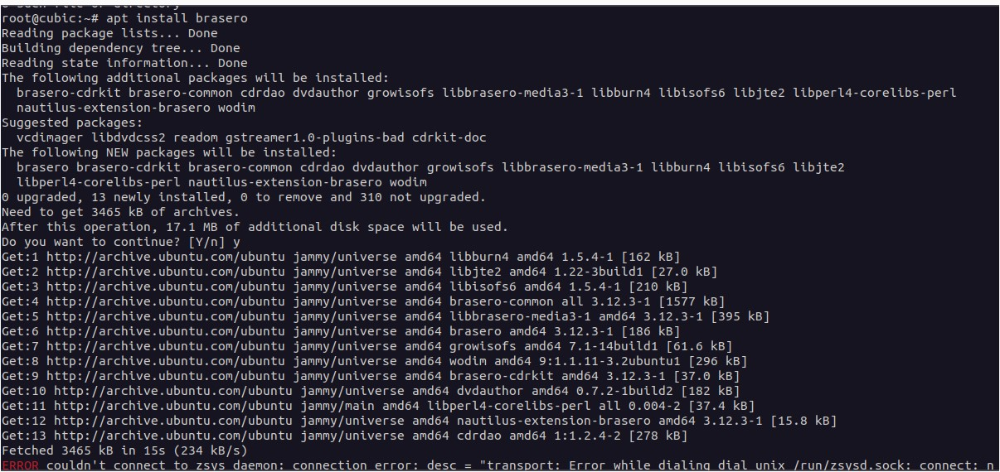 root@cubic:~# apt install brasero
Reading package lists... Done
Building dependency tree... Done
Reading state information... Done
The following additional packages will be installed:
  brasero-cdrkit brasero-common cdrdao dvdauthor growisofs libbrasero-media3-1 libburn4 libisofs6 libjte2 libperl4-corelibs-perl
  nautilus-extension-brasero wodim
Suggested packages:
  vcdimager libdvdcss2 readom gstreamer1.0-plugins-bad cdrkit-doc
The following NEW packages will be installed:
  brasero brasero-cdrkit brasero-common cdrdao dvdauthor growisofs libbrasero-media3-1 libburn4 libisofs6 libjte2
  libperl4-corelibs-perl nautilus-extension-brasero wodim
0 upgraded, 13 newly installed, 0 to remove and 310 not upgraded.
Need to get 3465 kB of archives.
After this operation, 17.1 MB of additional disk space will be used.
Do you want to continue? [Y/n] y
Get:1 http://archive.ubuntu.com/ubuntu jammy/universe amd64 libburn4 amd64 1.5.4-1 [162 kB]
Get:2 http://archive.ubuntu.com/ubuntu jammy/universe amd64 libjte2 amd64 1.22-3build1 [27.0 kB]
Get:3 http://archive.ubuntu.com/ubuntu jammy/universe amd64 libisofs6 amd64 1.5.4-1 [210 kB]
Get:4 http://archive.ubuntu.com/ubuntu jammy/universe amd64 brasero-common all 3.12.3-1 [1577 kB]
Get:5 http://archive.ubuntu.com/ubuntu jammy/universe amd64 libbrasero-media3-1 amd64 3.12.3-1 [395 kB]
Get:6 http://archive.ubuntu.com/ubuntu jammy/universe amd64 brasero amd64 3.12.3-1 [186 kB]
Get:7 http://archive.ubuntu.com/ubuntu jammy/universe amd64 growisofs amd64 7.1-14build1 [61.6 kB]
Get:8 http://archive.ubuntu.com/ubuntu jammy/universe amd64 wodim amd64 9:1.1.11-3.2ubuntu1 [296 kB]
Get:9 http://archive.ubuntu.com/ubuntu jammy/universe amd64 brasero-cdrkit amd64 3.12.3-1 [37.0 kB]
Get:10 http://archive.ubuntu.com/ubuntu jammy/universe amd64 dvdauthor amd64 0.7.2-1build2 [182 kB]
Get:11 http://archive.ubuntu.com/ubuntu jammy/main amd64 libperl4-corelibs-perl all 0.004-2 [37.4 kB]
Get:12 http://archive.ubuntu.com/ubuntu jammy/universe amd64 nautilus-extension-brasero amd64 3.12.3-1 [15.8 kB]
Get:13 http://archive.ubuntu.com/ubuntu jammy/universe amd64 cdrdao amd64 1:1.2.4-2 [278 kB]
Fetched 3465 kB in 15s (234 kB/s)
ERROR couldn't connect to zsys daemon: connection error: desc = "transport: Error while dialing dial unix /run/zsysd.sock: connect: n